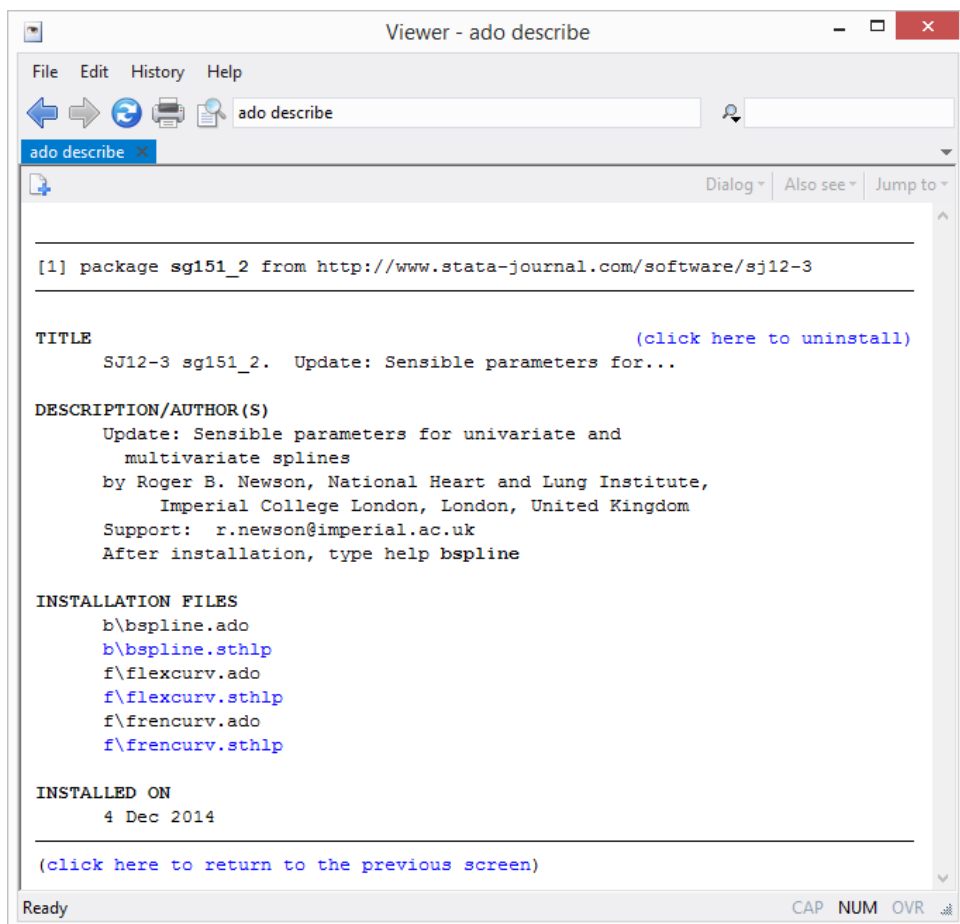 Viewer - ado describe
File Edit History Help
ado describe
ado describe
Dialog Also see Jump to
[1] package sg151_2 from http://www.stata-journal.com/software/sj12-3
TITLE (click here to uninstall)
SJ12-3 sg151_2. Update: Sensible parameters for...
DESCRIPTION/AUTHOR(S)
Update: Sensible parameters for univariate and
multivariate splines
by Roger B. Newson, National Heart and Lung Institute,
Imperial College London, London, United Kingdom
Support: r.newson@imperial.ac.uk
After installation, type help bspline
INSTALLATION FILES
b\bspline.ado
b\bspline.sthlp
f\flexcurv.ado
f\flexcurv.sthlp
f\frencurv.ado
f\frencurv.sthlp
INSTALLED ON
4 Dec 2014
(click here to return to the previous screen)
Ready CAP NUM OVR